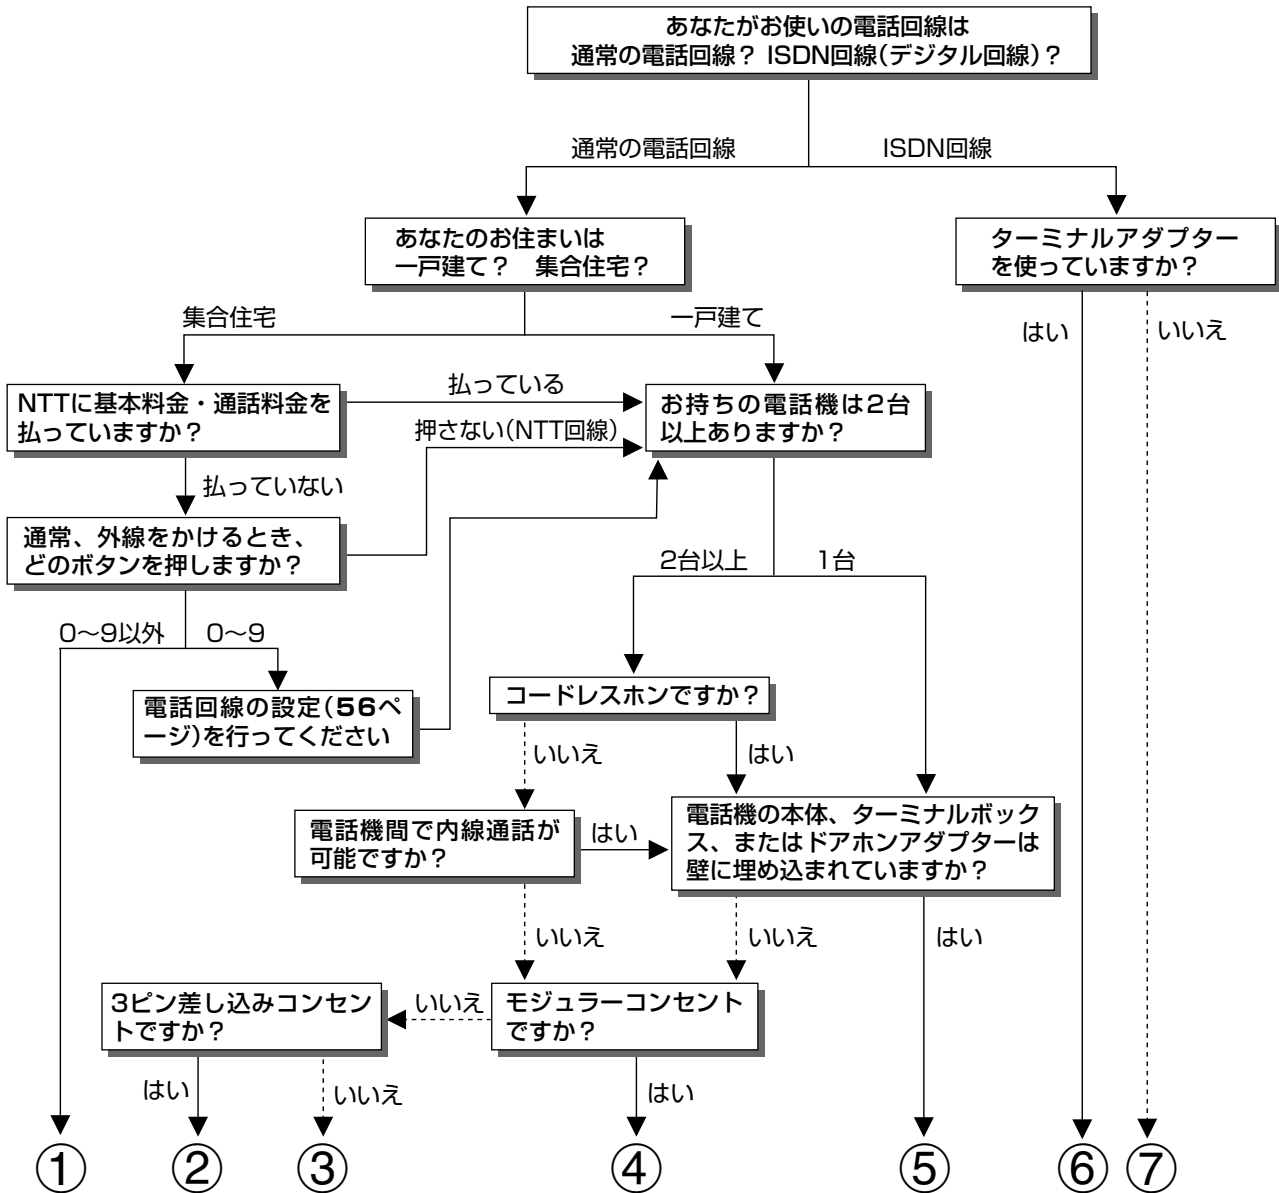 あなたがお使いの電話回線は
通常の電話回線？ ISDN回線(デジタル回線)？
通常の電話回線
ISDN回線
あなたのお住まいは
一戸建て？　集合住宅？
ターミナルアダプター
を使っていますか？
集合住宅
一戸建て
はい
いいえ
NTTに基本料金・通話料金を
払っていますか？
払っている
お持ちの電話機は2台
以上ありますか？
押さない(NTT回線)
払っていない
通常、外線をかけるとき、
どのボタンを押しますか？
2台以上
1台
0〜9以外
0〜9
電話回線の設定(56ペ
ージ)を行ってください
コードレスホンですか？
いいえ
はい
電話機間で内線通話が
可能ですか？
はい
電話機の本体、ターミナルボック
ス、またはドアホンアダプターは
壁に埋め込まれていますか？
いいえ
いいえ
はい
3ピン差し込みコンセン
トですか？
いいえ
モジュラーコンセント
ですか？
はい
いいえ
はい
①
②
③
④
⑤
⑥
⑦